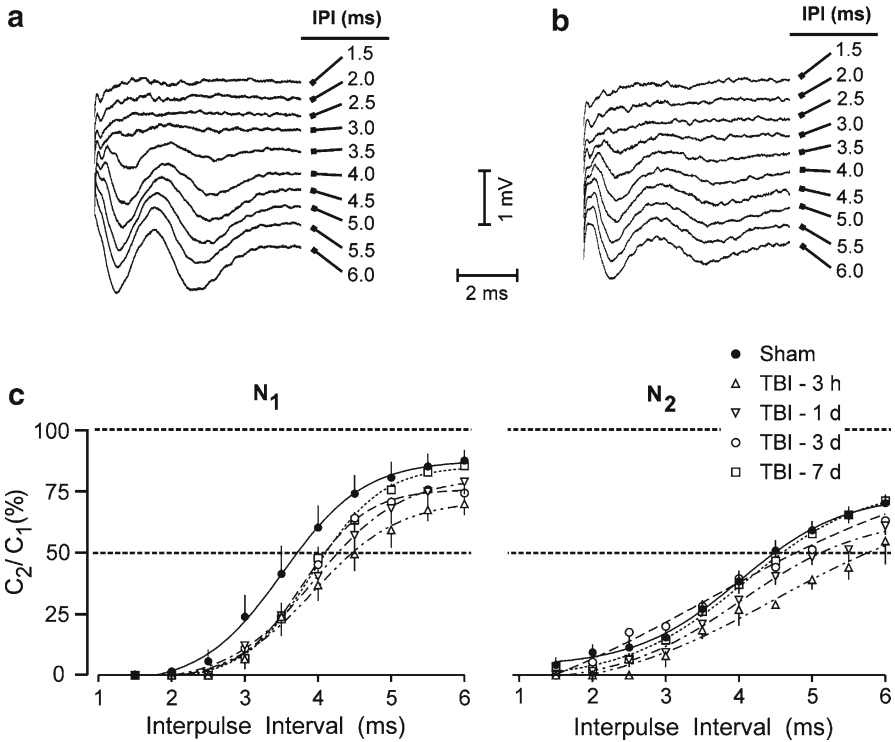 a
IPI (ms)
1.5
2.0
2.5
3.0
3.5
4.0
4.5
5.0
5.5
6.0
1 mV
2 ms
b
IPI (ms)
1.5
2.0
2.5
3.0
3.5
4.0
4.5
5.0
5.5
6.0
Sham
TBI - 3 h
TBI - 1 d
TBI - 3 d
TBI - 7 d
c
N1
N2
C2/ C1(%)
100
75
50
25
0
1 2 3 4 5 6
Interpulse Interval (ms)
1 2 3 4 5 6
Interpulse Interval (ms)